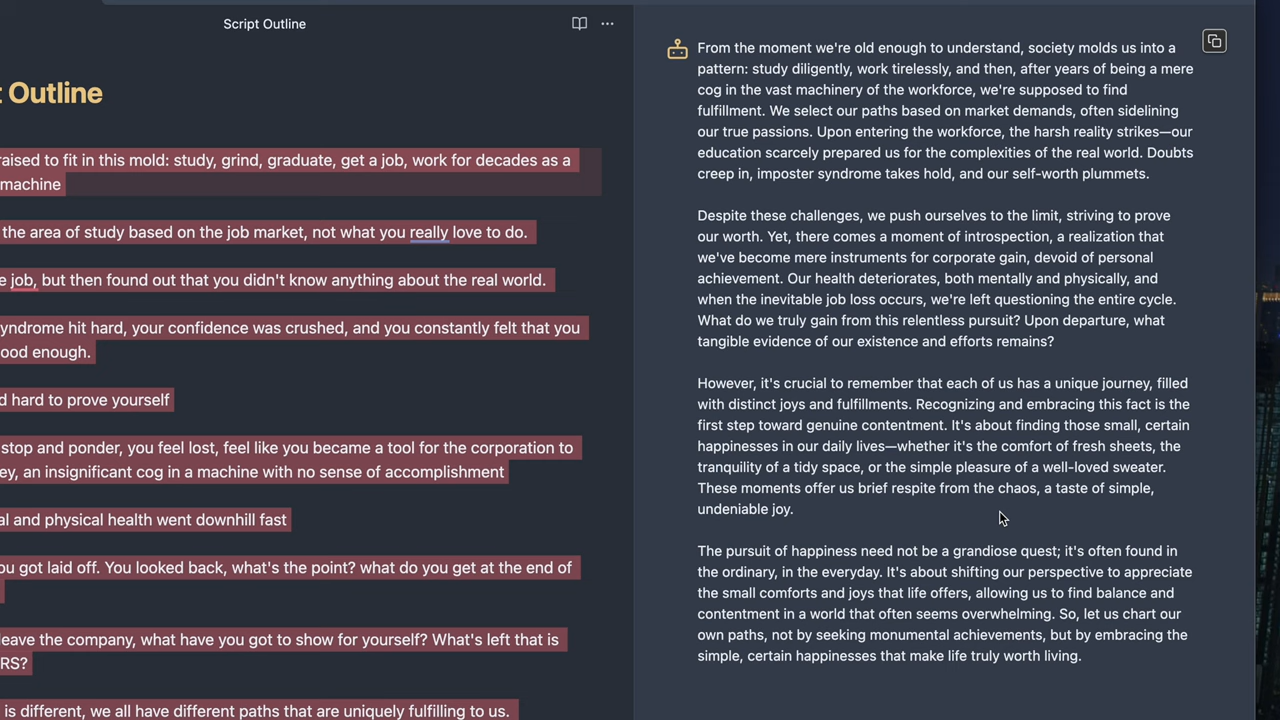 Script Outline
t Outline
raised to fit in this mold: study, grind, graduate, get a job, work for decades as a
machine
the area of study based on the job market, not what you really love to do.
e job, but then found out that you didn't know anything about the real world.
yndrome hit hard, your confidence was crushed, and you constantly felt that you
ood enough.
d hard to prove yourself
stop and ponder, you feel lost, feel like you became a tool for the corporation to
ey, an insignificant cog in a machine with no sense of accomplishment
al and physical health went downhill fast
ou got laid off. You looked back, what's the point? what do you get at the end of
leave the company, what have you got to show for yourself? What's left that is
RS?
is different, we all have different paths that are uniquely fulfilling to us.
From the moment we're old enough to understand, society molds us into a
pattern: study diligently, work tirelessly, and then, after years of being a mere
cog in the vast machinery of the workforce, we're supposed to find
fulfillment. We select our paths based on market demands, often sidelining
our true passions. Upon entering the workforce, the harsh reality strikes—our
education scarcely prepared us for the complexities of the real world. Doubts
creep in, imposter syndrome takes hold, and our self-worth plummets.
Despite these challenges, we push ourselves to the limit, striving to prove
our worth. Yet, there comes a moment of introspection, a realization that
we've become mere instruments for corporate gain, devoid of personal
achievement. Our health deteriorates, both mentally and physically, and
when the inevitable job loss occurs, we're left questioning the entire cycle.
What do we truly gain from this relentless pursuit? Upon departure, what
tangible evidence of our existence and efforts remains?
However, it's crucial to remember that each of us has a unique journey, filled
with distinct joys and fulfillments. Recognizing and embracing this fact is the
first step toward genuine contentment. It's about finding those small, certain
happinesses in our daily lives—whether it's the comfort of fresh sheets, the
tranquility of a tidy space, or the simple pleasure of a well-loved sweater.
These moments offer us brief respite from the chaos, a taste of simple,
undeniable joy.
The pursuit of happiness need not be a grandiose quest; it's often found in
the ordinary, in the everyday. It's about shifting our perspective to appreciate
the small comforts and joys that life offers, allowing us to find balance and
contentment in a world that often seems overwhelming. So, let us chart our
own paths, not by seeking monumental achievements, but by embracing the
simple, certain happinesses that make life truly worth living.